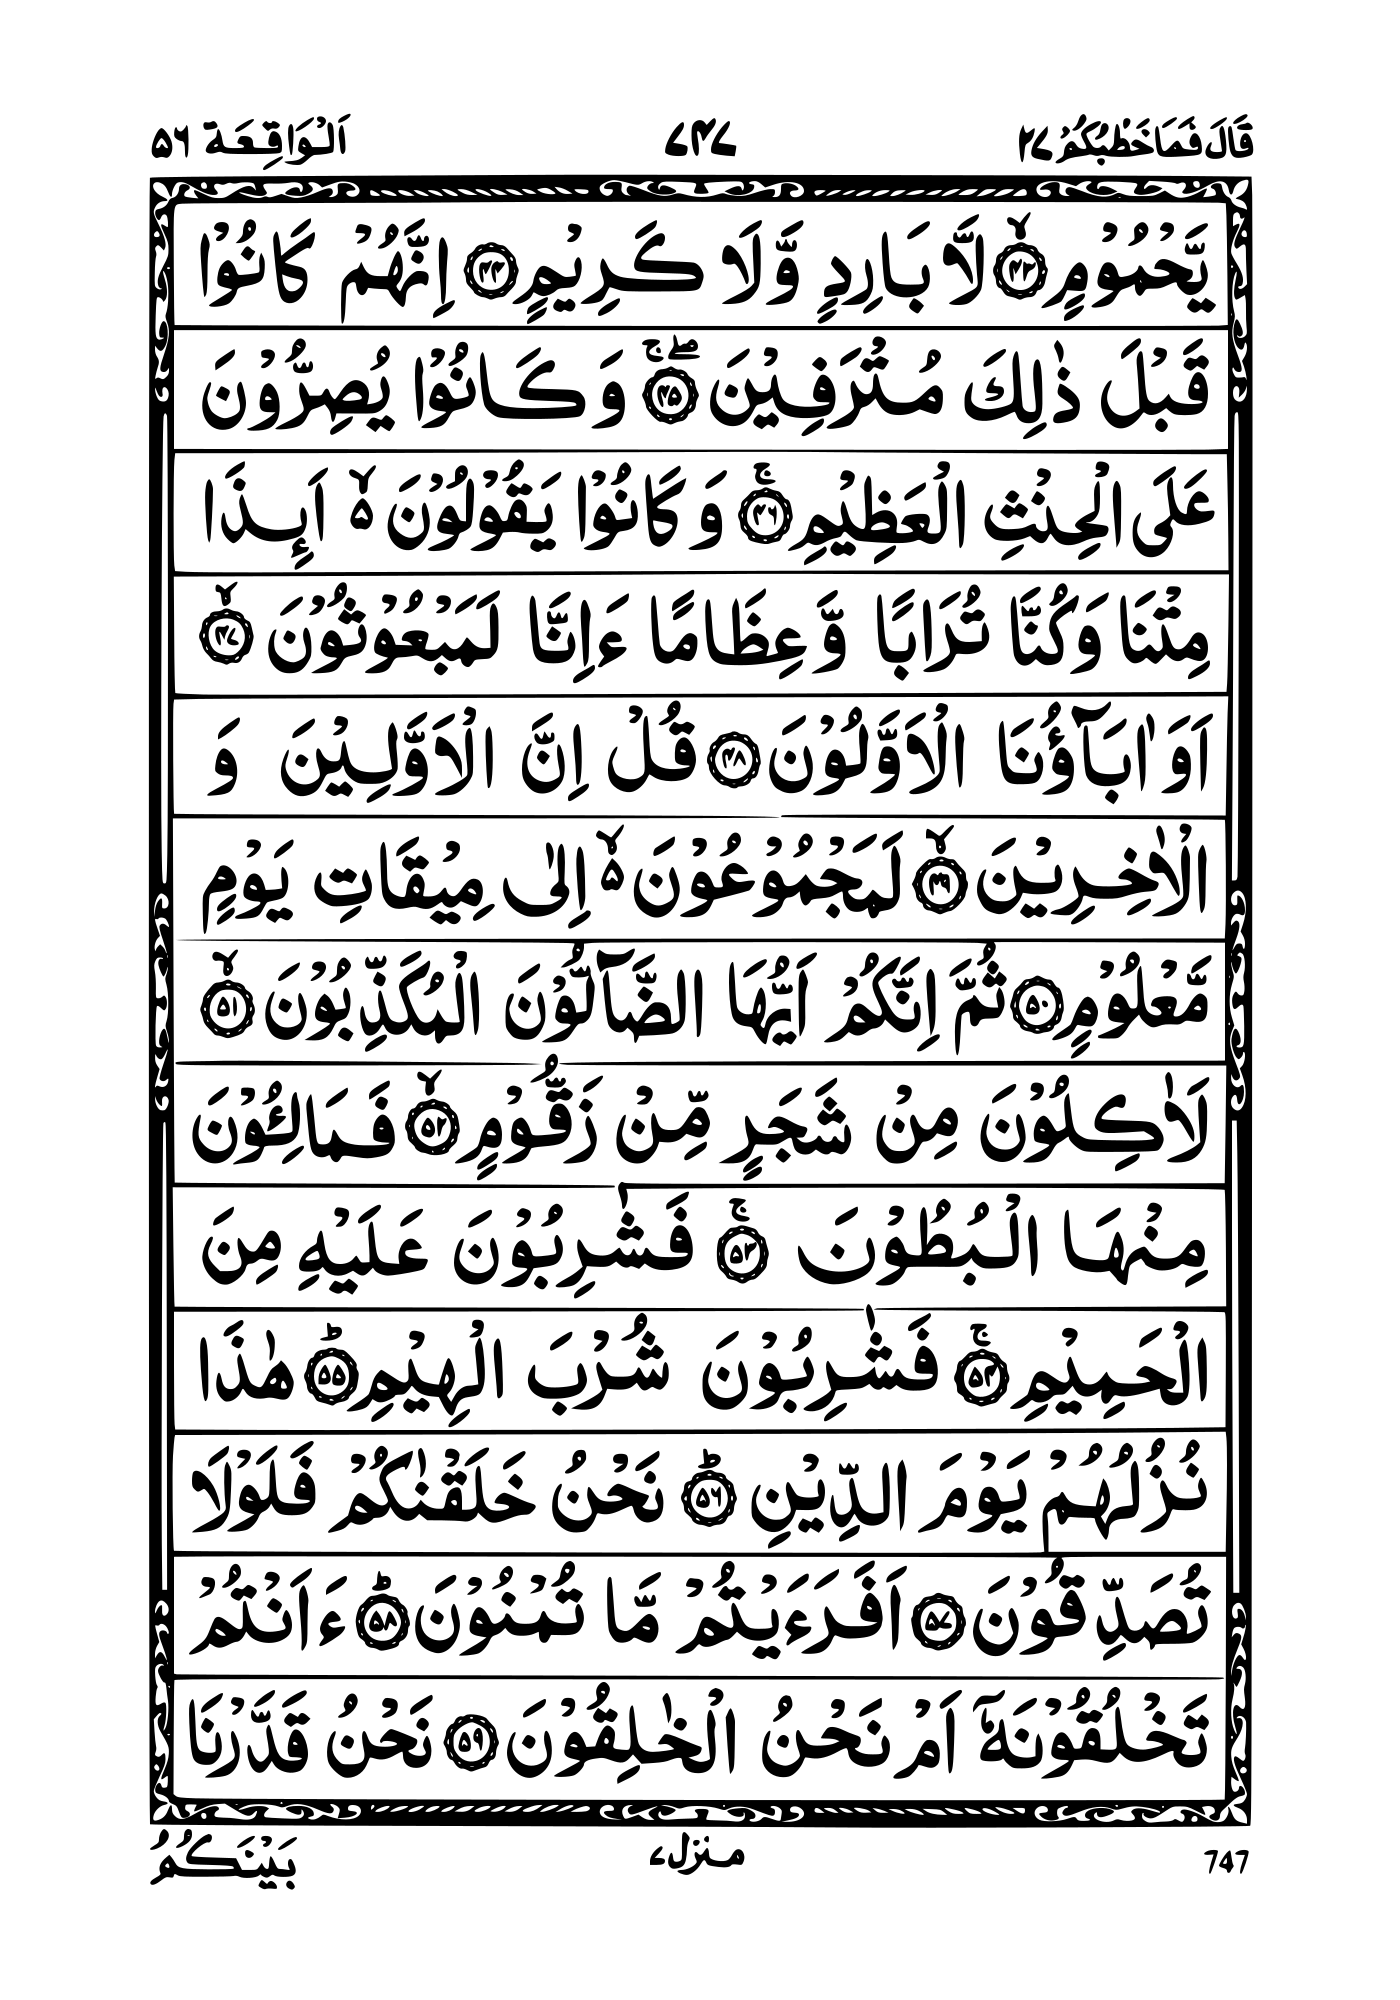 قَالَ فَمَا خَطْبُكُمْ ٢٧ ٧٤٧ اَلْوَاقِعَة ٥٦
يَّحْمُوْمٍ ﴿٤٣﴾ۙ لَّا بَارِدٍ وَّلَا كَرِيْمٍ ﴿٤٤﴾ اِنَّهُمْ كَانُوْا
قَبْلَ ذٰلِكَ مُتْرَفِيْنَ ﴿٤٥﴾ۚۖ وَكَانُوْا يُصِرُّوْنَ
عَلَى الْحِنْثِ الْعَظِيْمِ ﴿٤٦﴾ۚ وَكَانُوْا يَقُوْلُوْنَ ۵ۙ اَىِٕذَا
مِتْنَا وَكُنَّا تُرَابًا وَّعِظَامًا ءَاِنَّا لَمَبْعُوْثُوْنَ ﴿٤٧﴾ۙ
اَوَاٰبَآؤُنَا الْاَوَّلُوْنَ ﴿٤٨﴾ قُلْ اِنَّ الْاَوَّلِيْنَ وَ
الْاٰخِرِيْنَ ﴿٤٩﴾ۙ لَمَجْمُوْعُوْنَ ۵ۙ اِلٰى مِيْقَاتِ يَوْمٍ
مَّعْلُوْمٍ ﴿٥٠﴾ ثُمَّ اِنَّكُمْ اَيُّهَا الضَّآلُّوْنَ الْمُكَذِّبُوْنَ ﴿٥١﴾ۙ
لَاٰكِلُوْنَ مِنْ شَجَرٍ مِّنْ زَقُّوْمٍ ﴿٥٢﴾ۙ فَمَالِـُٔوْنَ
مِنْهَا الْبُطُوْنَ ﴿٥٣﴾ۚ فَشٰرِبُوْنَ عَلَيْهِ مِنَ
الْحَمِيْمِ ﴿٥٤﴾ۚ فَشٰرِبُوْنَ شُرْبَ الْهِيْمِ ﴿٥٥﴾ؕ هٰذَا
نُزُلُهُمْ يَوْمَ الدِّيْنِ ﴿٥٦﴾ؕ نَحْنُ خَلَقْنٰكُمْ فَلَوْلَا
تُصَدِّقُوْنَ ﴿٥٧﴾ اَفَرَءَيْتُمْ مَّا تُمْنُوْنَ ﴿٥٨﴾ؕ ءَاَنْتُمْ
تَخْلُقُوْنَهٗۤ اَمْ نَحْنُ الْخٰلِقُوْنَ ﴿٥٩﴾ نَحْنُ قَدَّرْنَا
747 منزل٧ بَيْنَكُمُ